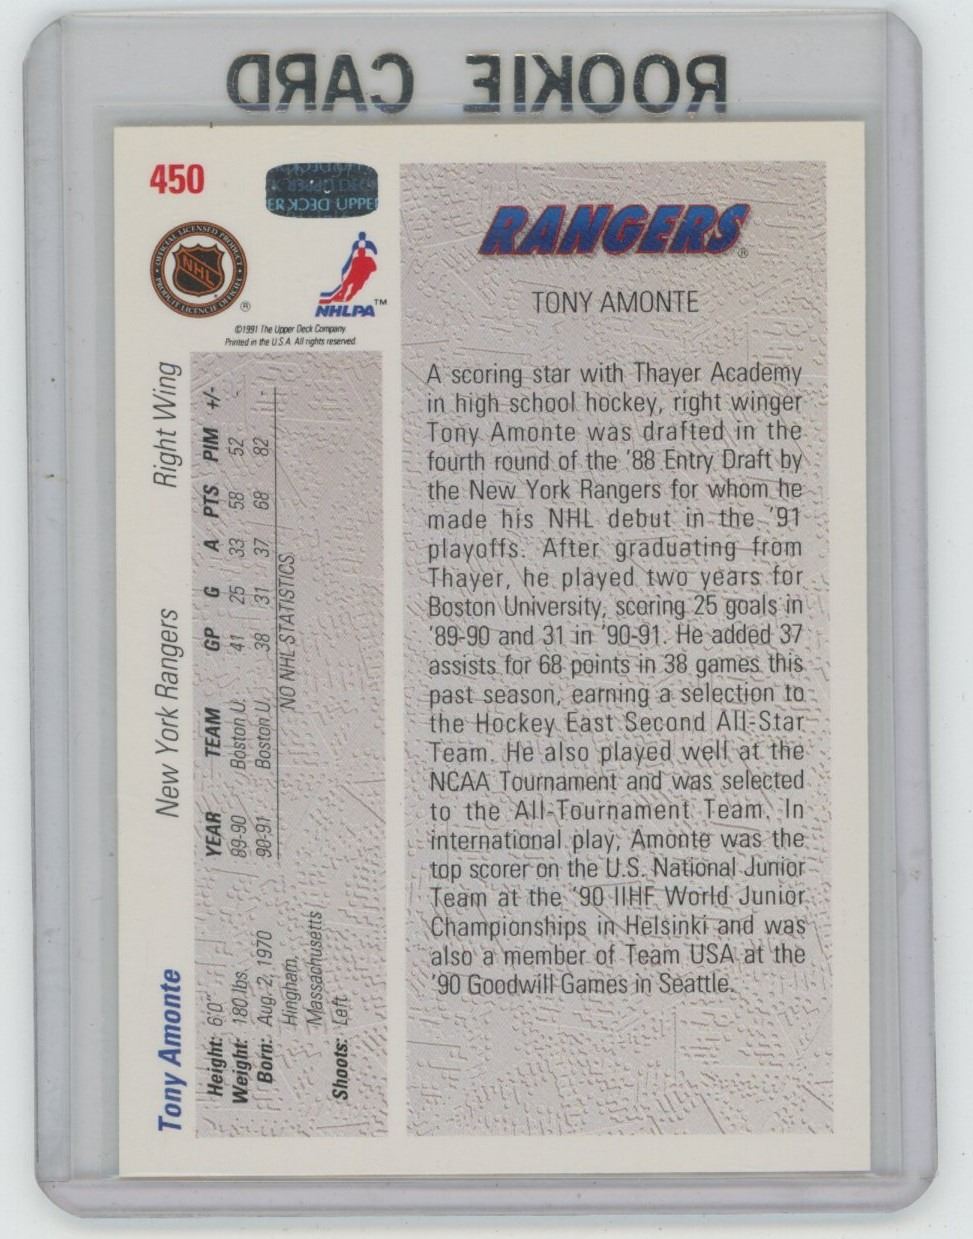 ROOKIE CARD
450
UPPER DECK
OFFICIAL LICENSED PRODUCT
NHL
PRODUIT LICENCIE OFFICIEL
®
NHLPA™
©1991 The Upper Deck Company.
Printed in the U.S.A. All rights reserved.
Tony Amonte New York Rangers Right Wing
Height: 6'0"
Weight: 180 lbs.
Born: Aug. 2, 1970
Hingham,
Massachusetts
Shoots: Left
YEAR TEAM GP G A PTS PIM +/-
89-90 Boston U. 41 25 33 58 52 -
90-91 Boston U. 38 31 37 68 82 -
NO NHL STATISTICS
RANGERS®
TONY AMONTE
A scoring star with Thayer Academy
in high school hockey, right winger
Tony Amonte was drafted in the
fourth round of the '88 Entry Draft by
the New York Rangers for whom he
made his NHL debut in the '91
playoffs. After graduating from
Thayer, he played two years for
Boston University, scoring 25 goals in
'89-90 and 31 in '90-91. He added 37
assists for 68 points in 38 games this
past season, earning a selection to
the Hockey East Second All-Star
Team. He also played well at the
NCAA Tournament and was selected
to the All-Tournament Team. In
international play, Amonte was the
top scorer on the U.S. National Junior
Team at the '90 IIHF World Junior
Championships in Helsinki and was
also a member of Team USA at the
'90 Goodwill Games in Seattle.